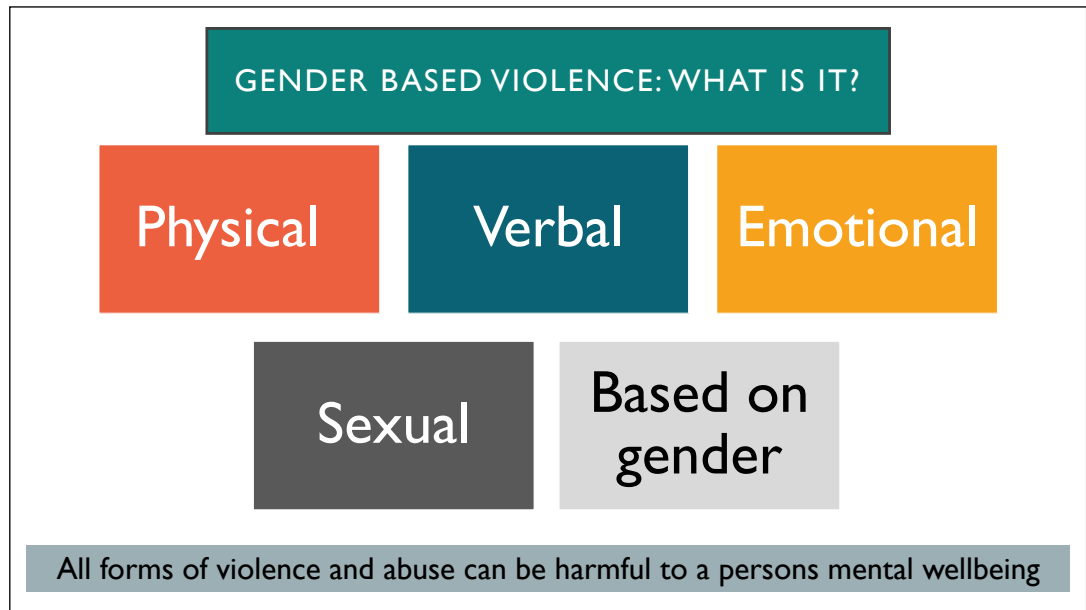 GENDER BASED VIOLENCE: WHAT IS IT?
Physical
Verbal
Emotional
Sexual
Based on
gender
All forms of violence and abuse can be harmful to a persons mental wellbeing